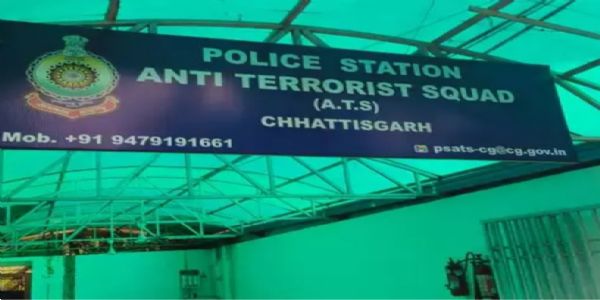 POLICE STATION
ANTI TERRORIST SQUAD
(A.T.S)
CHHATTISGARH
Mob. +91 9479191661
psats-cg@cg.gov.in